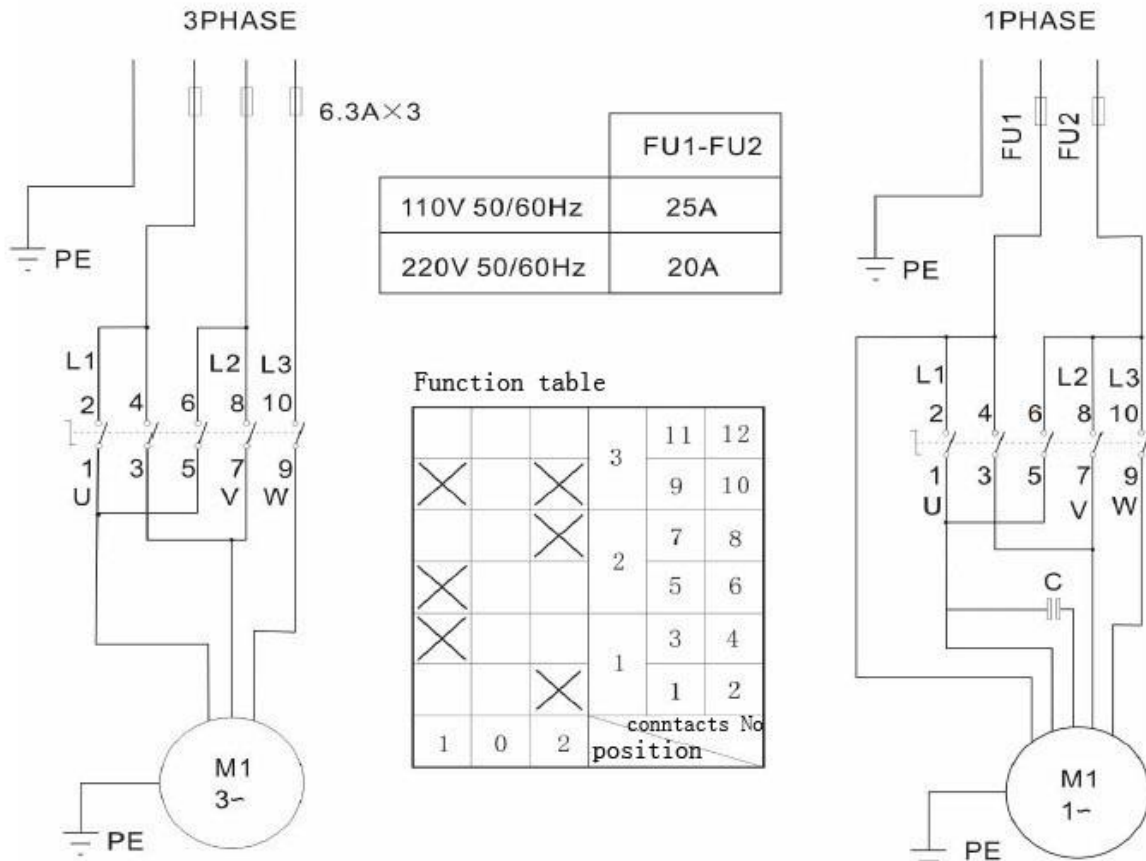 3PHASE
6.3A×3
PE
L1 L2 L3
2 4 6 8 10
1 3 5 7 9
U V W
M1
3~
PE
FU1-FU2
110V 50/60Hz 25A
220V 50/60Hz 20A
Function table
3 11 12
9 10
2 7 8
5 6
1 3 4
1 2
conntacts No
1 0 2 position
1PHASE
FU1 FU2
PE
L1 L2 L3
2 4 6 8 10
1 3 5 7 9
U V W
C
M1
1~
PE